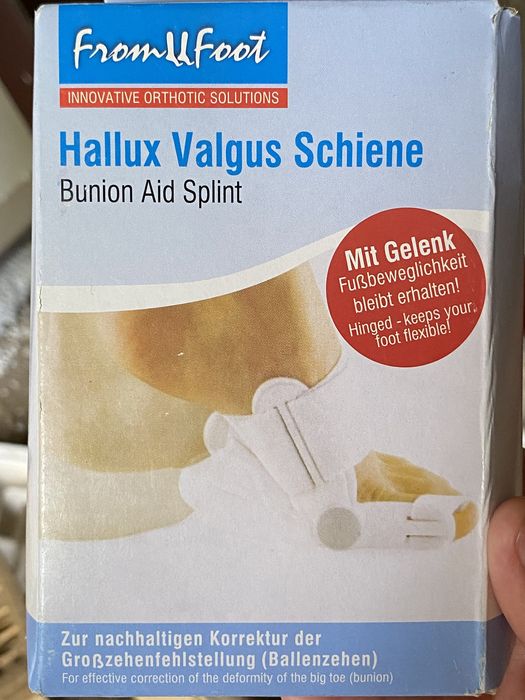 FromUFoot
INNOVATIVE ORTHOTIC SOLUTIONS
Hallux Valgus Schiene
Bunion Aid Splint
Mit Gelenk
Fußbeweglichkeit
bleibt erhalten!
Hinged - keeps your
foot flexible!
Zur nachhaltigen Korrektur der
Großzehenfehlstellung (Ballenzehen)
For effective correction of the deformity of the big toe (bunion)